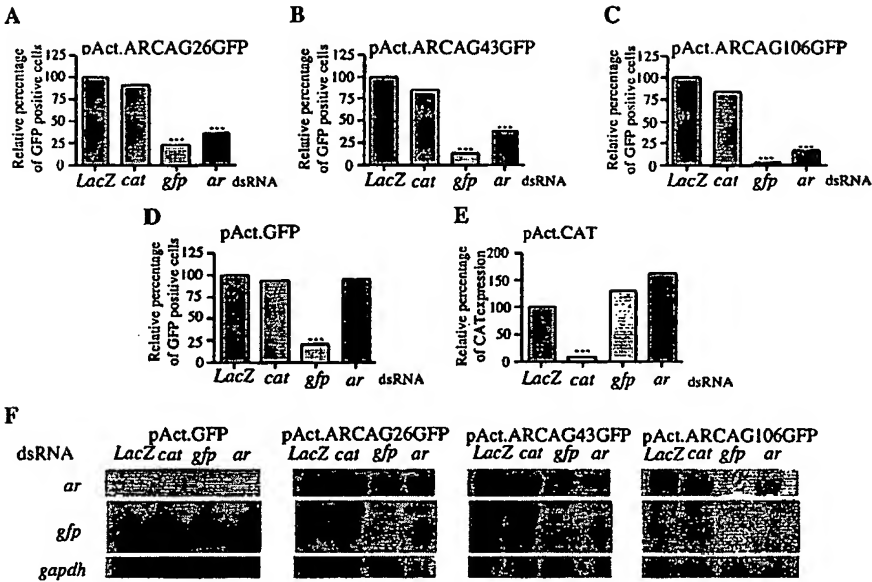 A
pAct.ARCAG26GFP
Relative percentage
of GFP positive cells
125
100
75
50
25
0
***
***
LacZ cat gfp ar dsRNA
B
pAct.ARCAG43GFP
Relative percentage
of GFP positive cells
125
100
75
50
25
0
***
***
LacZ cat gfp ar dsRNA
C
pAct.ARCAG106GFP
Relative percentage
of GFP positive cells
125
100
75
50
25
0
***
***
LacZ cat gfp ar dsRNA
D
pAct.GFP
Relative percentage
of GFP positive cells
125
100
75
50
25
0
***
LacZ cat gfp ar dsRNA
E
pAct.CAT
Relative percentage
of CATexpression
200
150
100
50
0
***
LacZ cat gfp ar dsRNA
F
pAct.GFP pAct.ARCAG26GFP pAct.ARCAG43GFP pAct.ARCAG106GFP
dsRNA LacZ cat gfp ar LacZ cat gfp ar LacZ cat gfp ar LacZ cat gfp ar
ar
gfp
gapdh